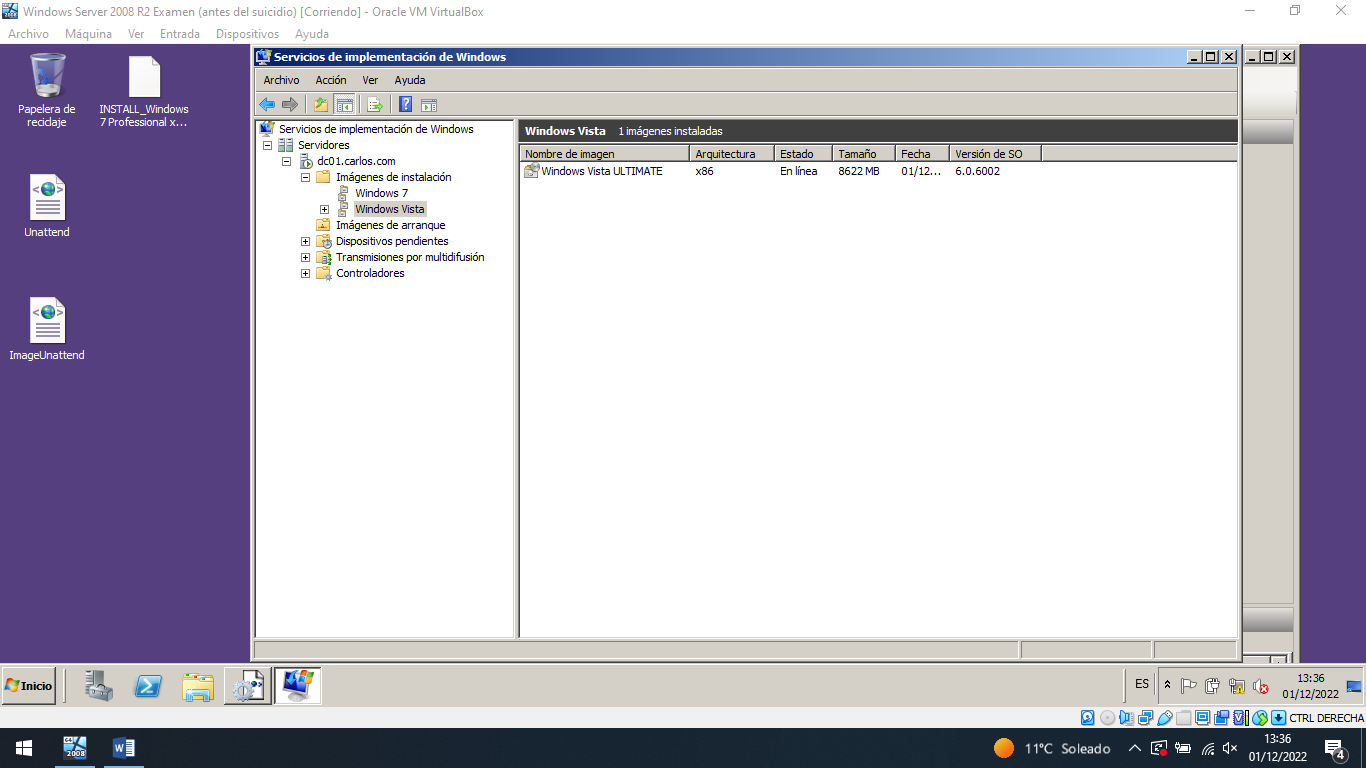 Windows Server 2008 R2 Examen (antes del suicidio) [Corriendo] - Oracle VM VirtualBox
Archivo Máquina Ver Entrada Dispositivos Ayuda
Papelera de reciclaje
INSTALL_Windows 7 Professional x...
Unattend
ImageUnattend
Servicios de implementación de Windows
Archivo Acción Ver Ayuda
Servicios de implementación de Windows
Servidores
dc01.carlos.com
Imágenes de instalación
Windows 7
Windows Vista
Imágenes de arranque
Dispositivos pendientes
Transmisiones por multidifusión
Controladores
Windows Vista 1 imágenes instaladas
Nombre de imagen Arquitectura Estado Tamaño Fecha Versión de SO
Windows Vista ULTIMATE x86 En línea 8622 MB 01/12... 6.0.6002
Inicio
ES
13:36
01/12/2022
CTRL DERECHA
2008
11°C Soleado
13:36
01/12/2022
4